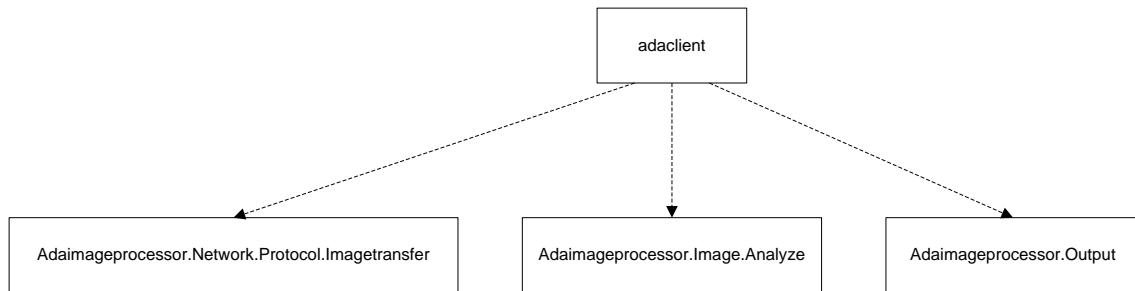 adaclient
Adaimageprocessor.Network.Protocol.Imagetransfer
Adaimageprocessor.Image.Analyze
Adaimageprocessor.Output